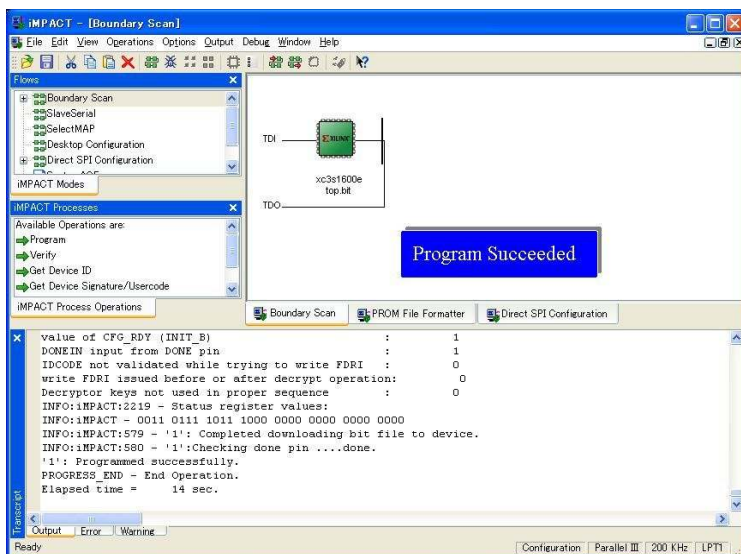 iMPACT - [Boundary Scan]
File Edit View Operations Options Output Debug Window Help
Flows
Boundary Scan
SlaveSerial
SelectMAP
Desktop Configuration
Direct SPI Configuration
iMPACT Modes
iMPACT Processes
Available Operations are:
Program
Verify
Get Device ID
Get Device Signature/Usercode
iMPACT Process Operations
TDI
XILINX
xc3s1600e
top.bit
TDO
Program Succeeded
Boundary Scan
PROM File Formatter
Direct SPI Configuration
value of CFG_RDY (INIT_B) : 1
DONEIN input from DONE pin : 1
IDCODE not validated while trying to write FDRI : 0
write FDRI issued before or after decrypt operation: 0
Decryptor keys not used in proper sequence : 0
INFO:iMPACT:2219 - Status register values:
INFO:iMPACT - 0011 0111 1011 1000 0000 0000 0000 0000
INFO:iMPACT:579 - '1': Completed downloading bit file to device.
INFO:iMPACT:580 - '1':Checking done pin ....done.
'1': Programmed successfully.
PROGRESS_END - End Operation.
Elapsed time = 14 sec.
Transcript
Output Error Warning
Ready
Configuration Parallel III 200 KHz LPT1